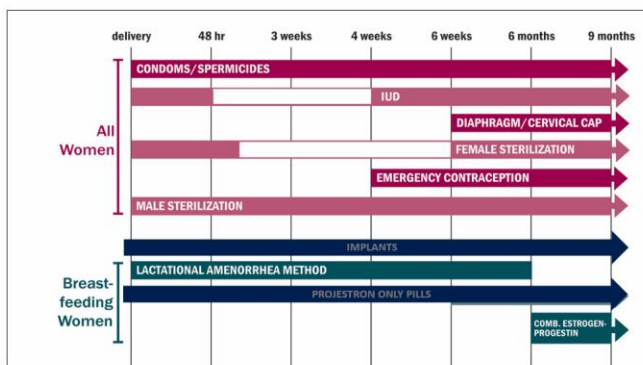 delivery 48 hr 3 weeks 4 weeks 6 weeks 6 months 9 months
CONDOMS/SPERMICIDES
IUD
DIAPHRAGM/CERVICAL CAP
All
Women
FEMALE STERILIZATION
EMERGENCY CONTRACEPTION
MALE STERILIZATION
IMPLANTS
LACTATIONAL AMENORRHEA METHOD
Breast-
feeding
Women
PROJESTRON ONLY PILLS
COMB. ESTROGEN-
PROGESTIN